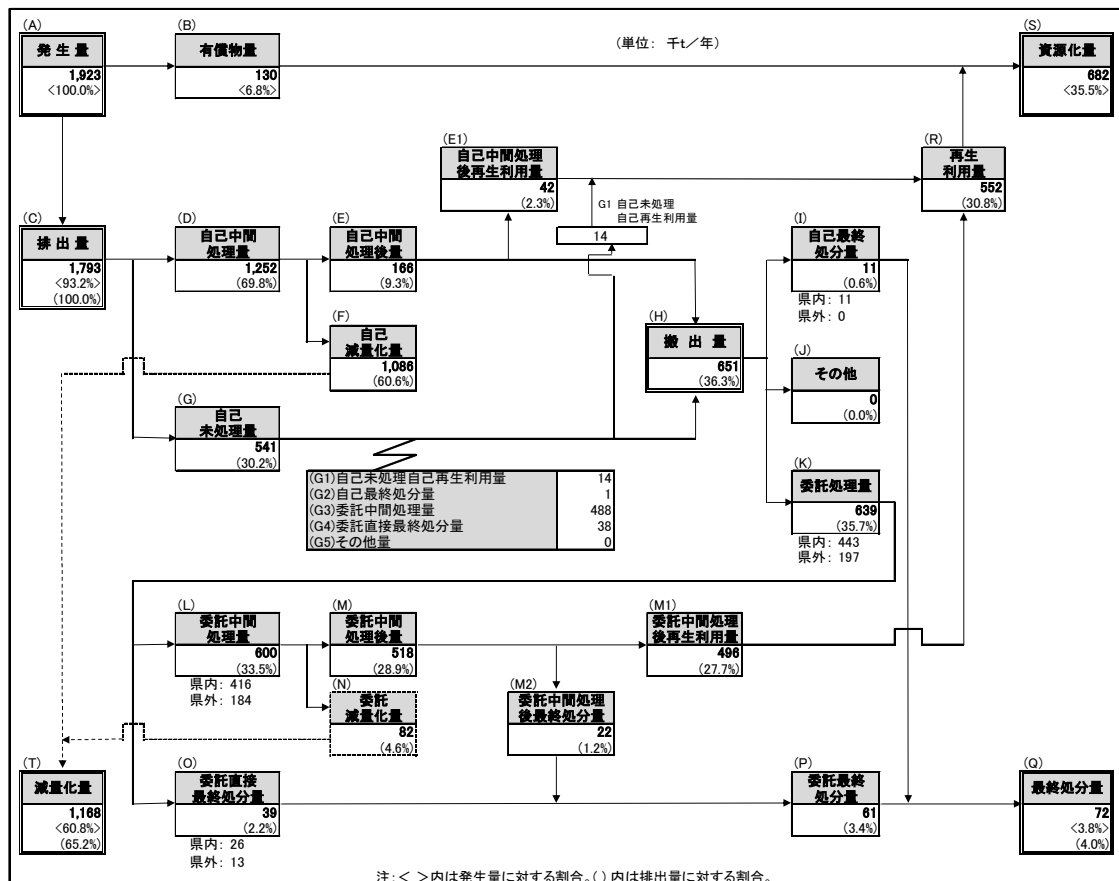 (A)
発 生 量
1,923
<100.0%>
(B)
有償物量
130
<6.8%>
(単位: 千t／年)
(S)
資源化量
682
<35.5%>
(E1)
自己中間処理
後再生利用量
42
(2.3%)
G1 自己未処理
自己再生利用量
14
(R)
再生
利用量
552
(30.8%)
(C)
排 出 量
1,793
<93.2%>
(100.0%)
(D)
自己中間
処理量
1,252
(69.8%)
(E)
自己中間
処理後量
166
(9.3%)
(I)
自己最終
処分量
11
(0.6%)
県内: 11
県外: 0
(F)
自己
減量化量
1,086
(60.6%)
(H)
搬 出 量
651
(36.3%)
(J)
その他
0
(0.0%)
(G)
自己
未処理量
541
(30.2%)
(G1)自己未処理自己再生利用量 14
(G2)自己最終処分量 1
(G3)委託中間処理量 488
(G4)委託直接最終処分量 38
(G5)その他量 0
(K)
委託処理量
639
(35.7%)
県内: 443
県外: 197
(L)
委託中間
処理量
600
(33.5%)
県内: 416
県外: 184
(M)
委託中間
処理後量
518
(28.9%)
(M1)
委託中間処理
後再生利用量
496
(27.7%)
(N)
委託
減量化量
82
(4.6%)
(M2)
委託中間処理
後最終処分量
22
(1.2%)
(T)
減量化量
1,168
<60.8%>
(65.2%)
(O)
委託直接
最終処分量
39
(2.2%)
県内: 26
県外: 13
(P)
委託最終
処分量
61
(3.4%)
(Q)
最終処分量
72
<3.8%>
(4.0%)
注:< >内は発生量に対する割合。( )内は排出量に対する割合。